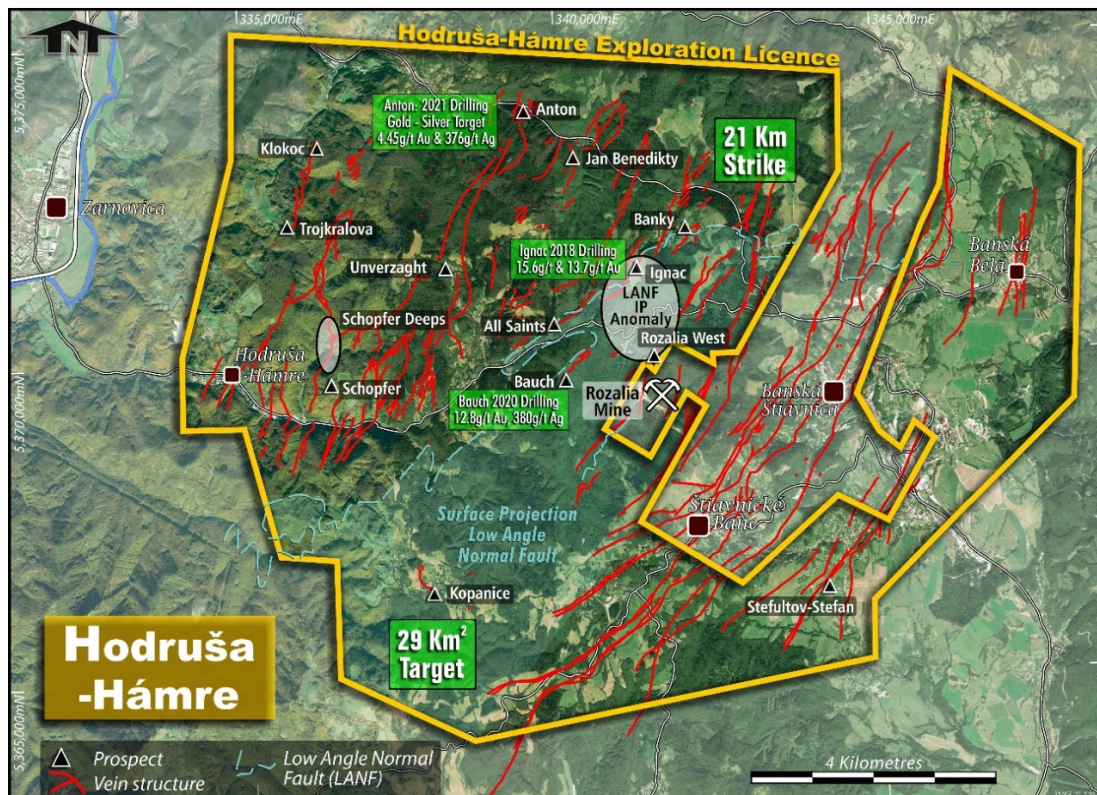 335,000mE
340,000mE
345,000mE
N
Hodruša-Hámre Exploration Licence
5,375,000mN
Anton: 2021 Drilling
Gold - Silver Target
4.45g/t Au & 376g/t Ag
Anton
21 Km
Strike
Klokoc
Jan Benedikty
Zarnovica
Trojkralova
Banky
Ignac 2018 Drilling
15.6g/t & 13.7g/t Au
Unverzaght
Ignac
Banská
Belá
LANF
IP
Anomaly
Schopfer Deeps
All Saints
Rozalia West
Hodruša
Hámre
Schopfer
Bauch
Rozalia
Mine
Banská
Štiavnica
Bauch 2020 Drilling
12.8g/t Au, 380g/t Ag
5,370,000mN
Surface Projection
Low Angle
Normal Fault
Štiavnické
Bane
Kopanice
Stefultov-Stefan
29 Km²
Target
Hodruša
-Hámre
5,365,000mN
Prospect
Vein structure
Low Angle Normal
Fault (LANF)
4 Kilometres